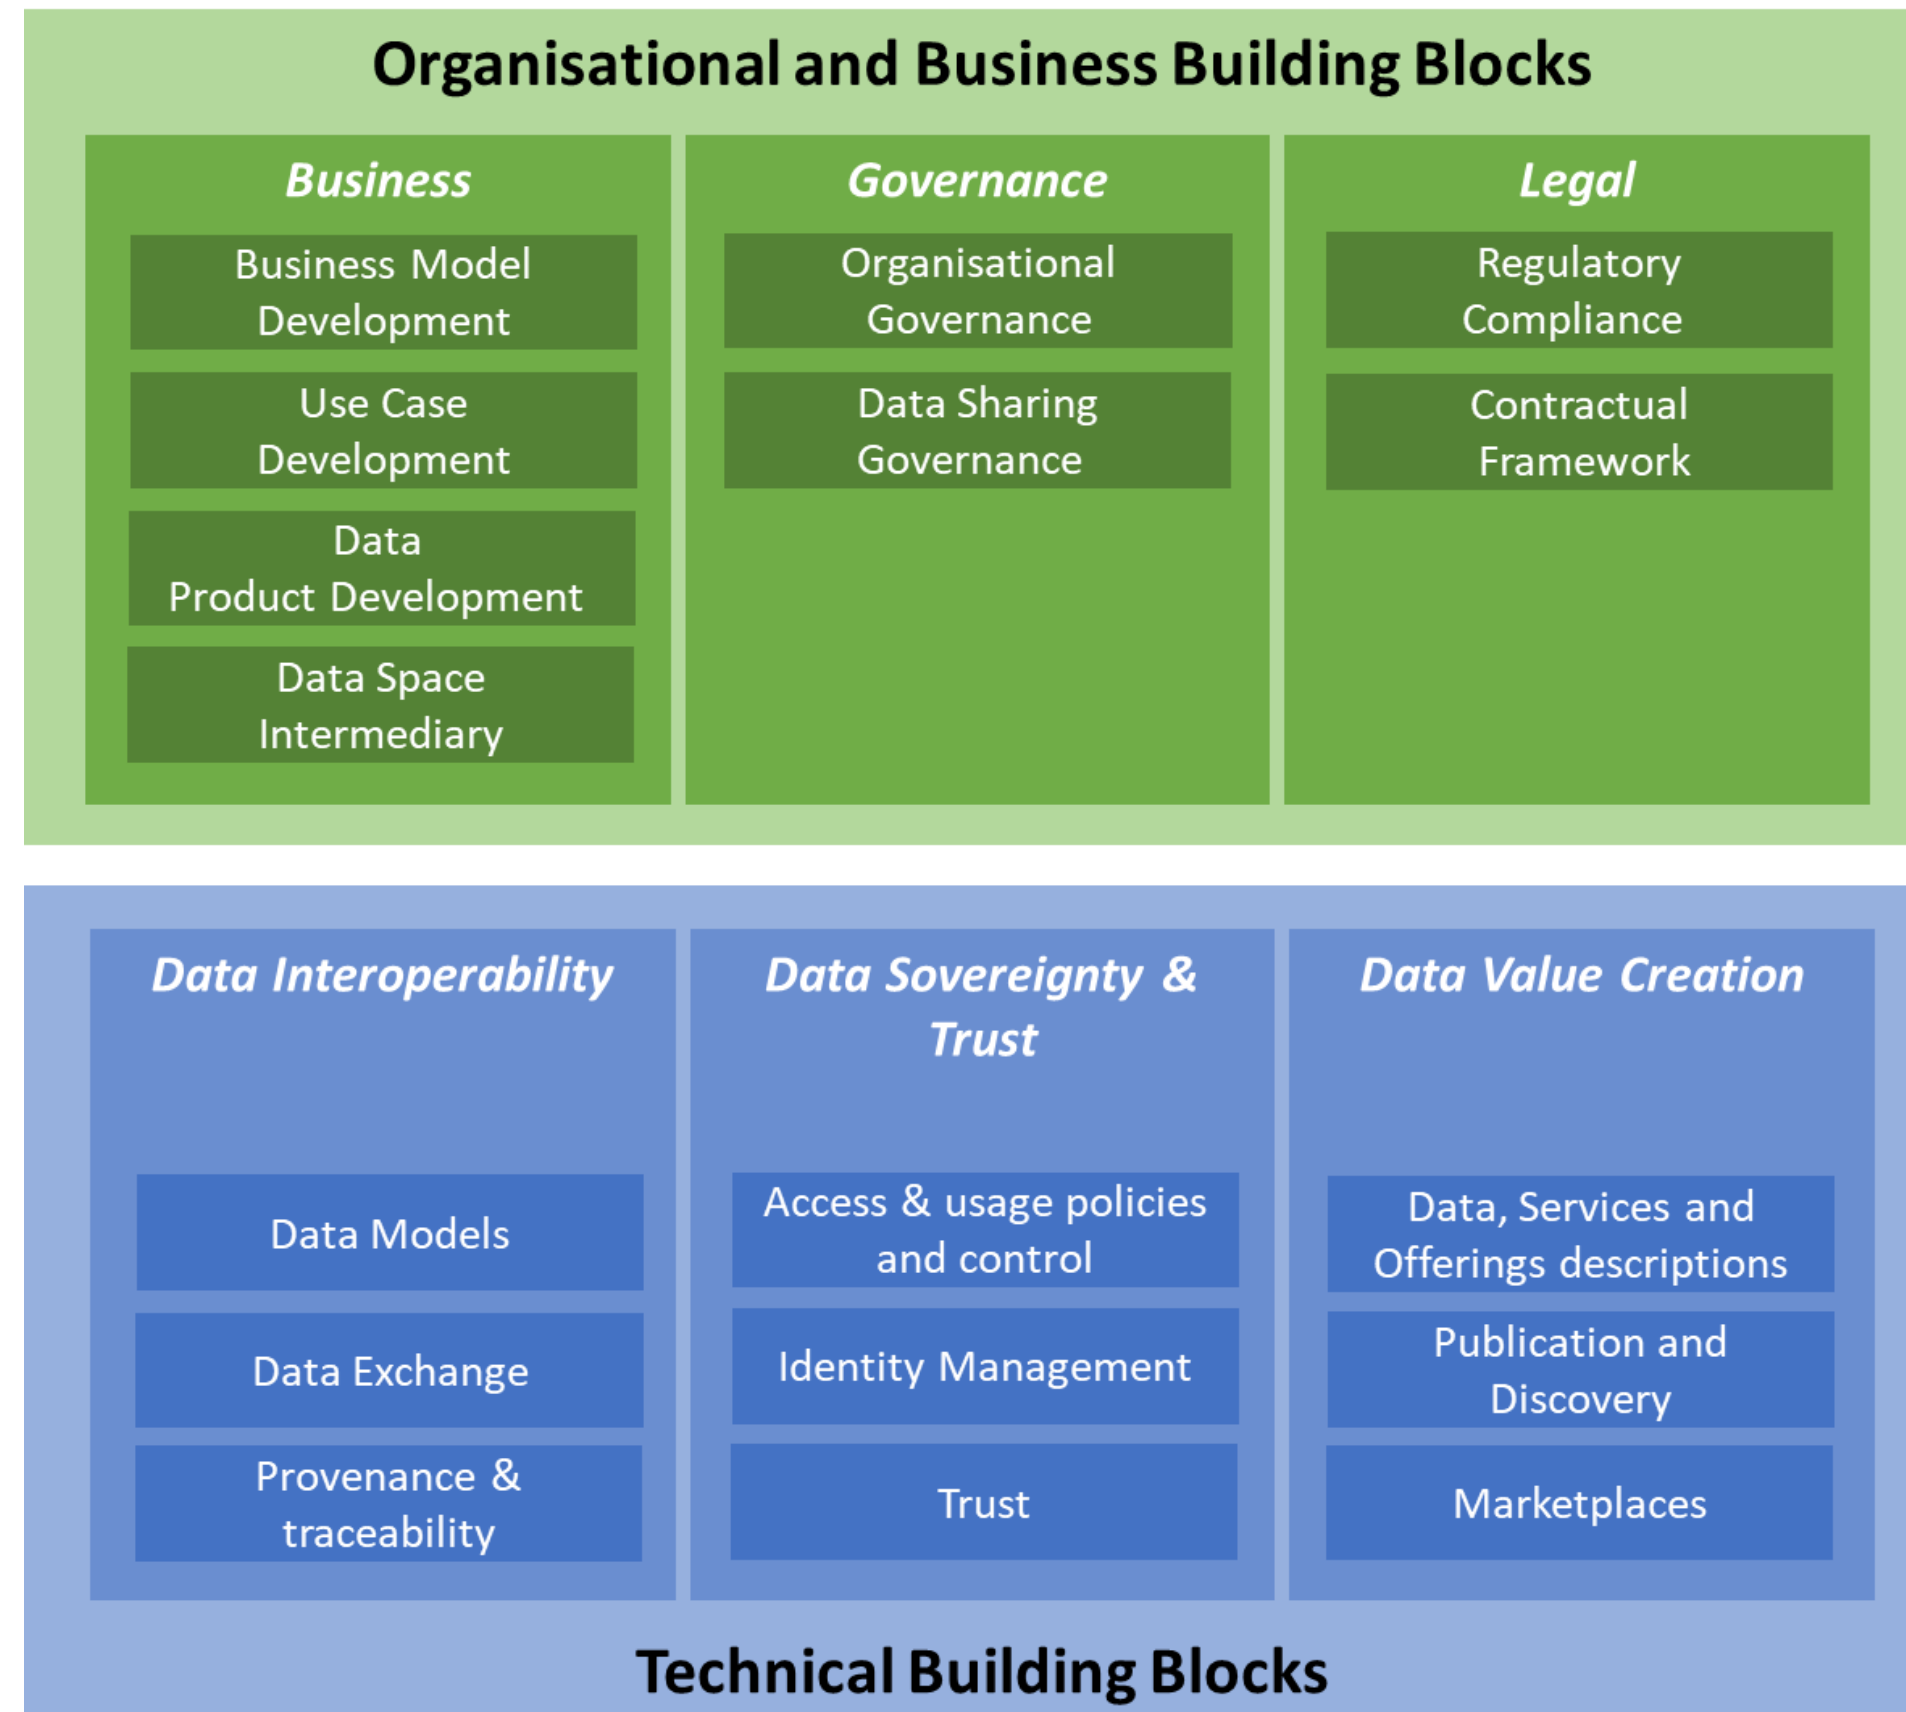 Organisational and Business Building Blocks
Business
Business Model
Development
Use Case
Development
Data
Product Development
Data Space
Intermediary
Governance
Organisational
Governance
Data Sharing
Governance
Legal
Regulatory
Compliance
Contractual
Framework
Data Interoperability
Data Models
Data Exchange
Provenance &
traceability
Data Sovereignty &
Trust
Access & usage policies
and control
Identity Management
Trust
Data Value Creation
Data, Services and
Offerings descriptions
Publication and
Discovery
Marketplaces
Technical Building Blocks